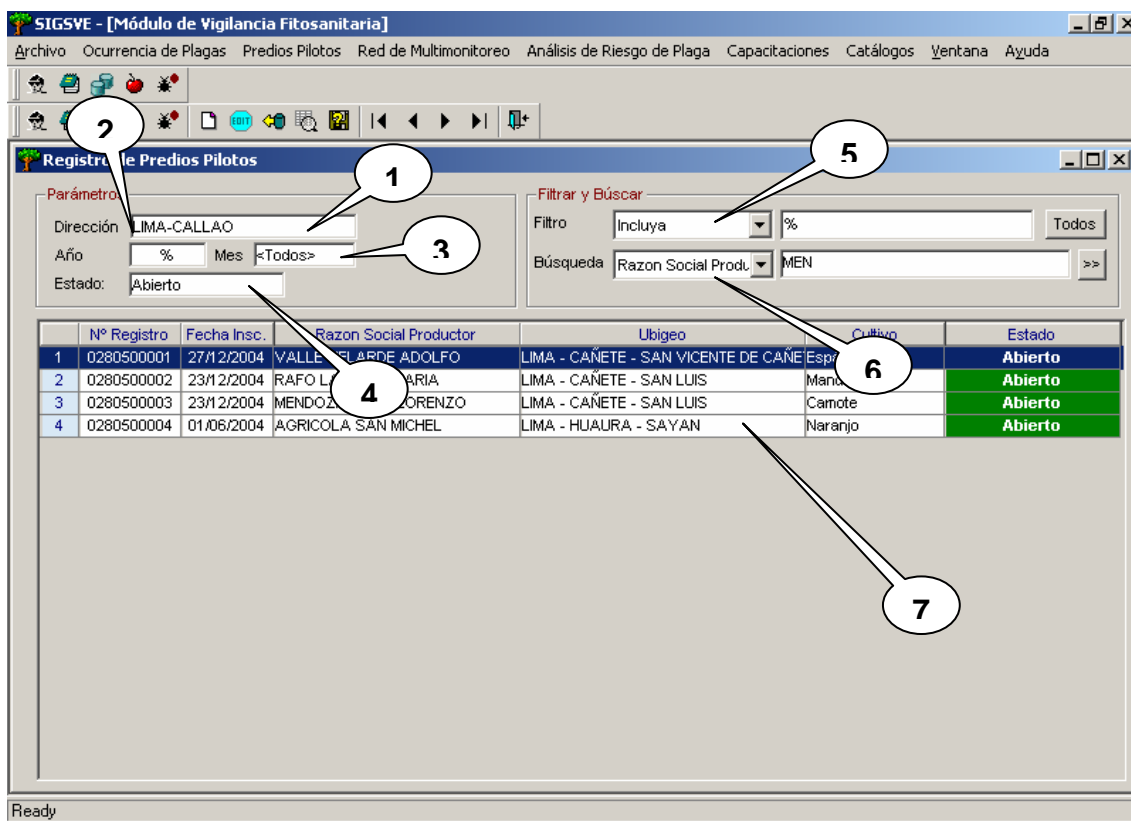 SIGSVE - [Módulo de Vigilancia Fitosanitaria]
Archivo Ocurrencia de Plagas Predios Pilotos Red de Multimonitoreo Análisis de Riesgo de Plaga Capacitaciones Catálogos Ventana Ayuda
EDIT
2
1
5
Registro de Predios Pilotos
Parámetros
Filtrar y Búscar
Dirección LIMA-CALLAO
Filtro Incluya % Todos
3
Año % Mes <Todos>
Búsqueda Razon Social Produ MEN >>
Estado: Abierto
Nº Registro Fecha Insc. Razon Social Productor Ubigeo Cultivo Estado
1 0280500001 27/12/2004 VALLE ADOLFO LIMA - CAÑETE - SAN VICENTE DE CAÑE Abierto
6
2 0280500002 23/12/2004 RAFO LIMA - CAÑETE - SAN LUIS Abierto
4
3 0280500003 23/12/2004 LIMA - CAÑETE - SAN LUIS Camote Abierto
4 0280500004 01/06/2004 AGRICOLA SAN MICHEL LIMA - HUAURA - SAYAN Naranjo Abierto
7
Ready